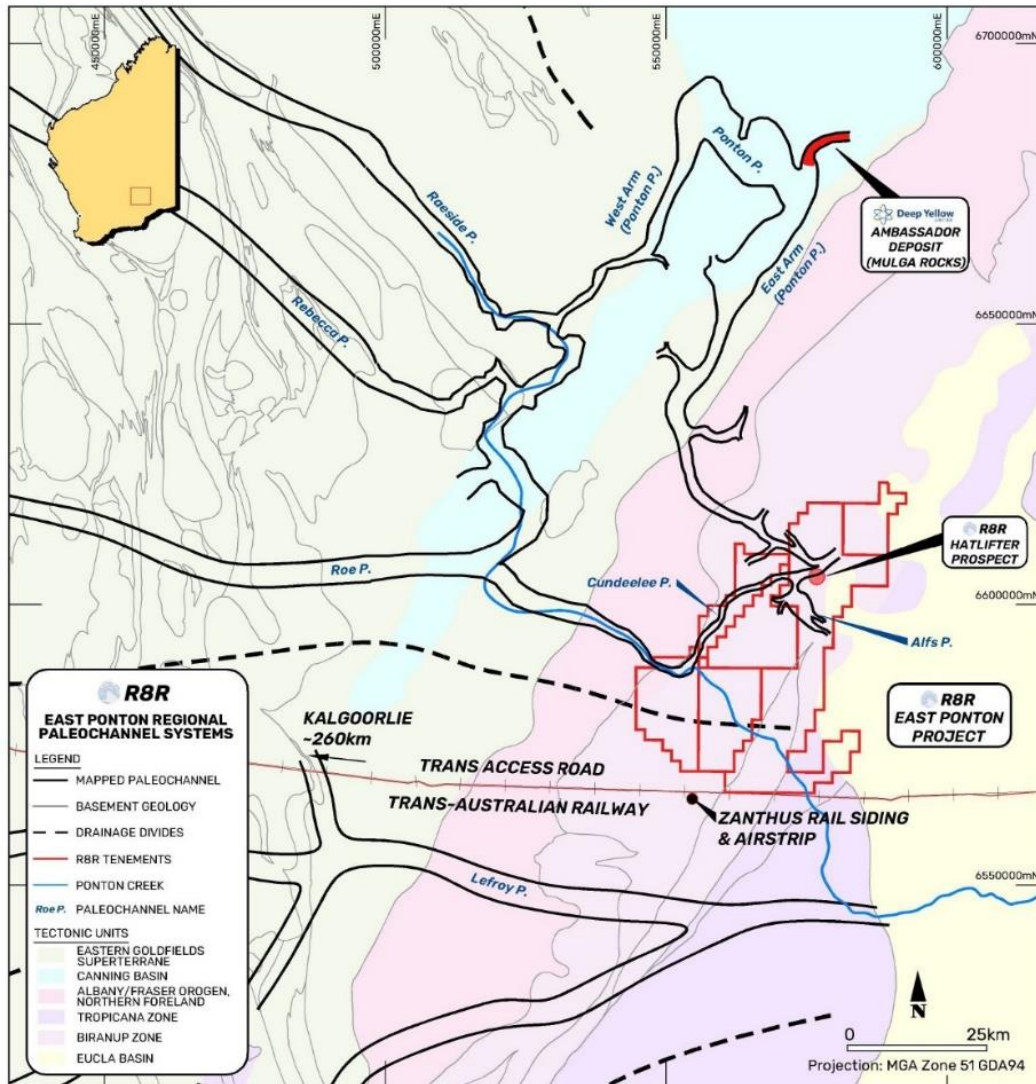 450000mE
500000mE
550000mE
600000mE
6700000mN
Ponton P.
West Arm
(Ponton P.)
Raeside P.
Deep Yellow
LIMITED
AMBASSADOR
DEPOSIT
(MULGA ROCKS)
East Arm
(Ponton P.)
Rebecca P.
6650000mN
R8R
HATLIFTER
PROSPECT
Roe P.
Cundeelee P.
6600000mN
Alfs P.
R8R
EAST PONTON
PROJECT
R8R
EAST PONTON REGIONAL
PALEOCHANNEL SYSTEMS
LEGEND
MAPPED PALEOCHANNEL
BASEMENT GEOLOGY
DRAINAGE DIVIDES
R8R TENEMENTS
PONTON CREEK
Roe P. PALEOCHANNEL NAME
TECTONIC UNITS
EASTERN GOLDFIELDS
SUPERTERRANE
CANNING BASIN
ALBANY/FRASER OROGEN,
NORTHERN FORELAND
TROPICANA ZONE
BIRANUP ZONE
EUCLA BASIN
KALGOORLIE
~260km
TRANS ACCESS ROAD
TRANS-AUSTRALIAN RAILWAY
ZANTHUS RAIL SIDING
& AIRSTRIP
Lefroy P.
6550000mN
N
0 25km
Projection: MGA Zone 51 GDA94